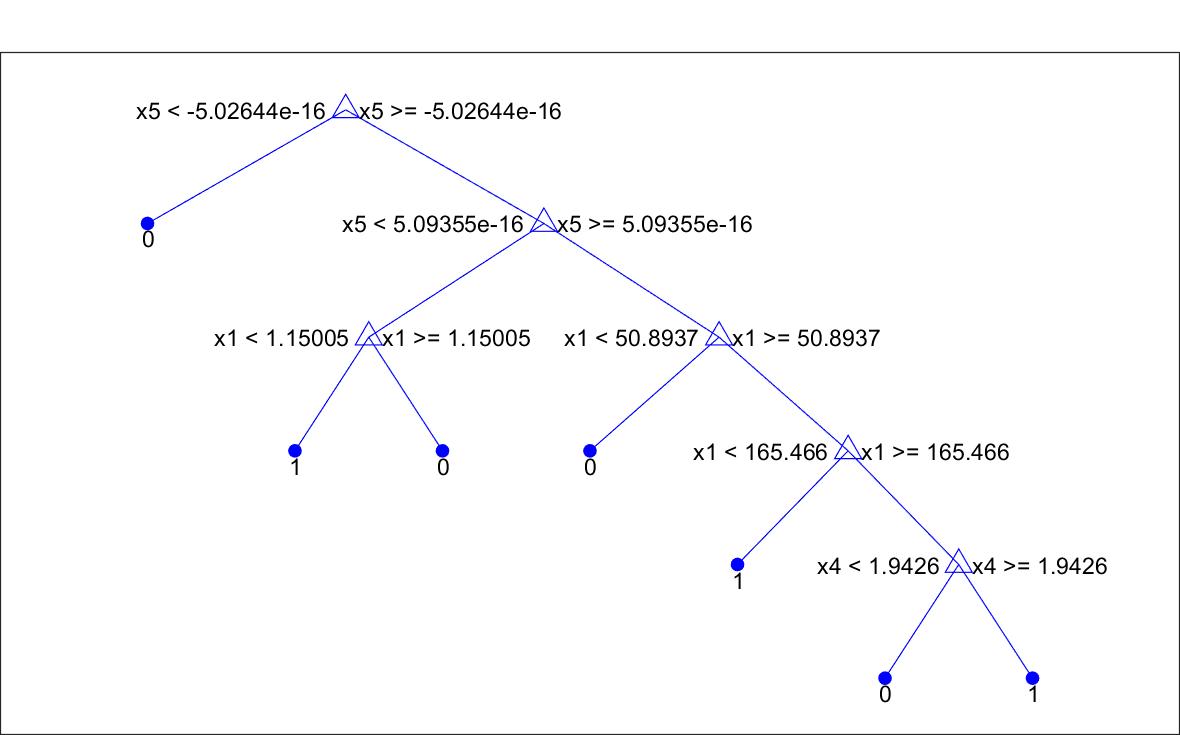 x5 < -5.02644e-16 x5 >= -5.02644e-16
0
x5 < 5.09355e-16 x5 >= 5.09355e-16
x1 < 1.15005 x1 >= 1.15005 x1 < 50.8937 x1 >= 50.8937
1 0 0
x1 < 165.466 x1 >= 165.466
1
x4 < 1.9426 x4 >= 1.9426
0 1